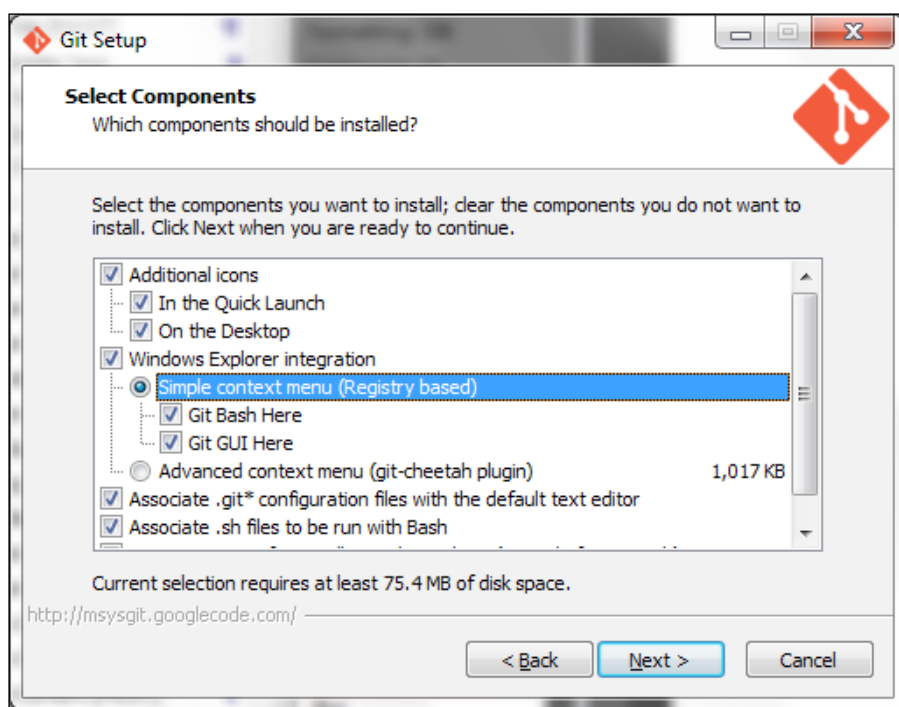 Git Setup
Select Components
Which components should be installed?
Select the components you want to install; clear the components you do not want to
install. Click Next when you are ready to continue.
Additional icons
In the Quick Launch
On the Desktop
Windows Explorer integration
Simple context menu (Registry based)
Git Bash Here
Git GUI Here
Advanced context menu (git-cheetah plugin) 1,017 KB
Associate .git* configuration files with the default text editor
Associate .sh files to be run with Bash
Current selection requires at least 75.4 MB of disk space.
http://msysgit.googlecode.com/
< Back Next > Cancel